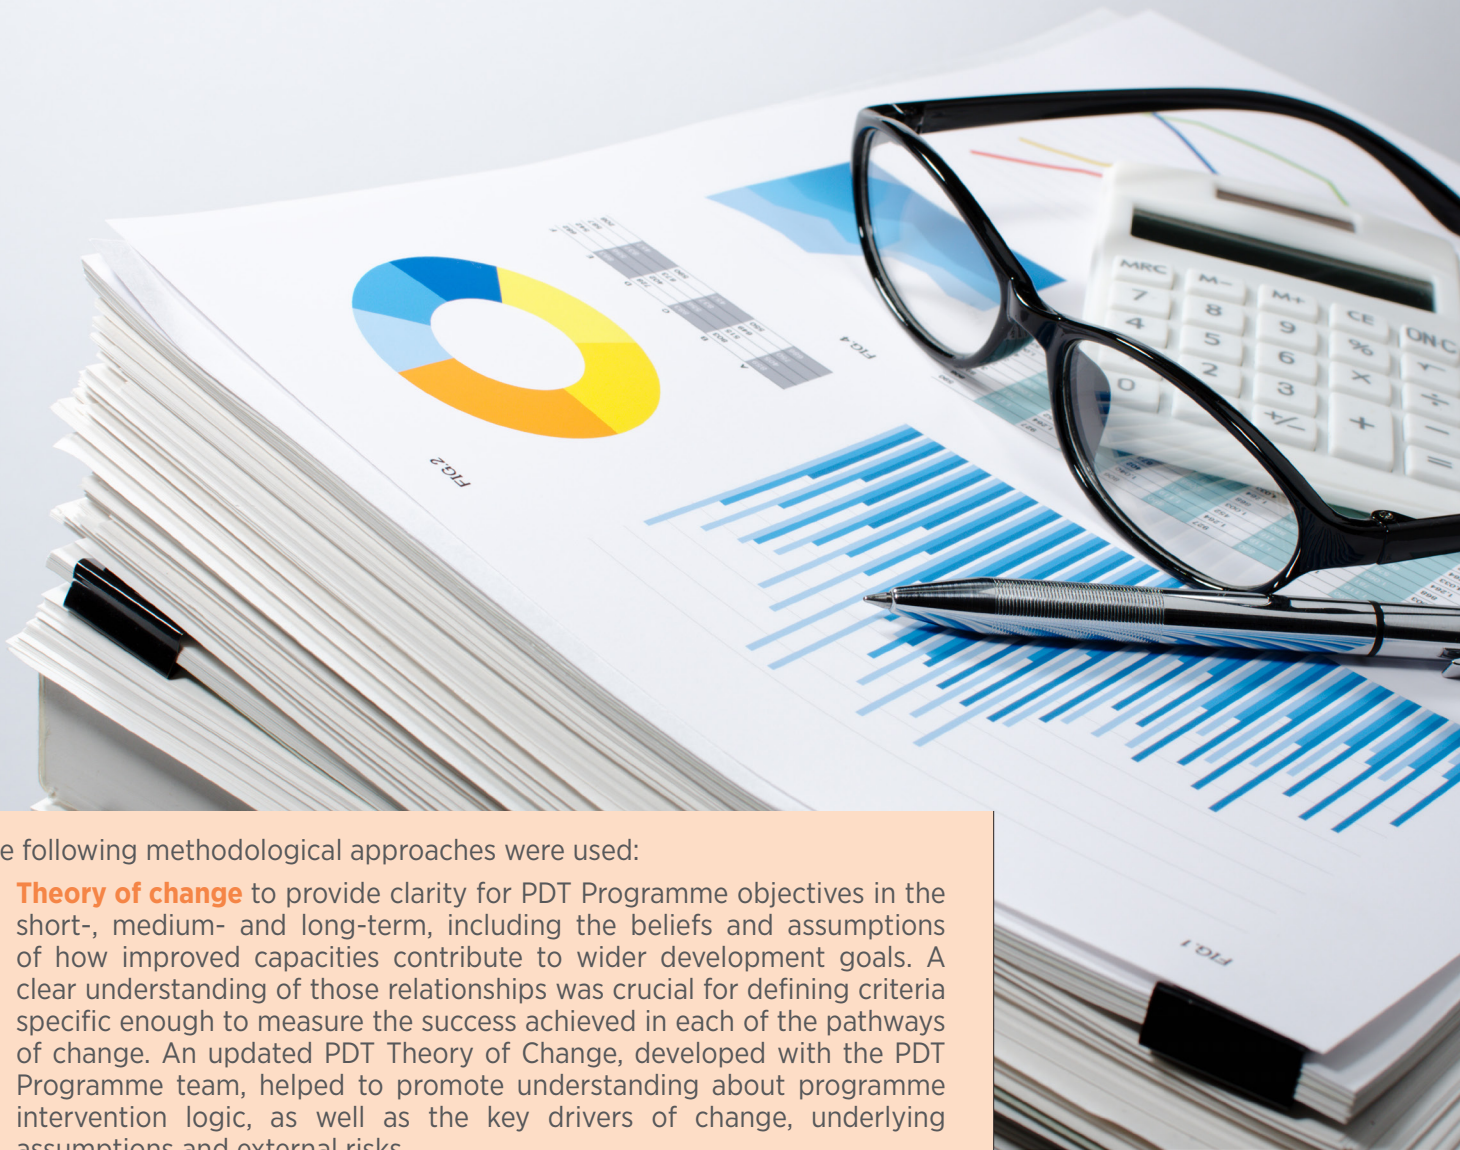 MRC M− M+ CE ON C
7 8 9 %
4 5 6 ×
0 2 3 + −
+/− =
FIG.4
FIG.2
FIG.1
e following methodological approaches were used:
Theory of change to provide clarity for PDT Programme objectives in the
short-, medium- and long-term, including the beliefs and assumptions
of how improved capacities contribute to wider development goals. A
clear understanding of those relationships was crucial for defining criteria
specific enough to measure the success achieved in each of the pathways
of change. An updated PDT Theory of Change, developed with the PDT
Programme team, helped to promote understanding about programme
intervention logic, as well as the key drivers of change, underlying
assumptions and external risks.